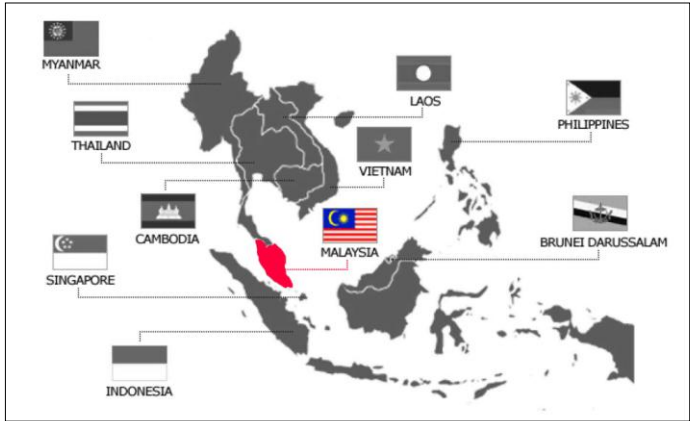 MYANMAR
LAOS
PHILIPPINES
THAILAND
VIETNAM
CAMBODIA
MALAYSIA
BRUNEI DARUSSALAM
SINGAPORE
INDONESIA